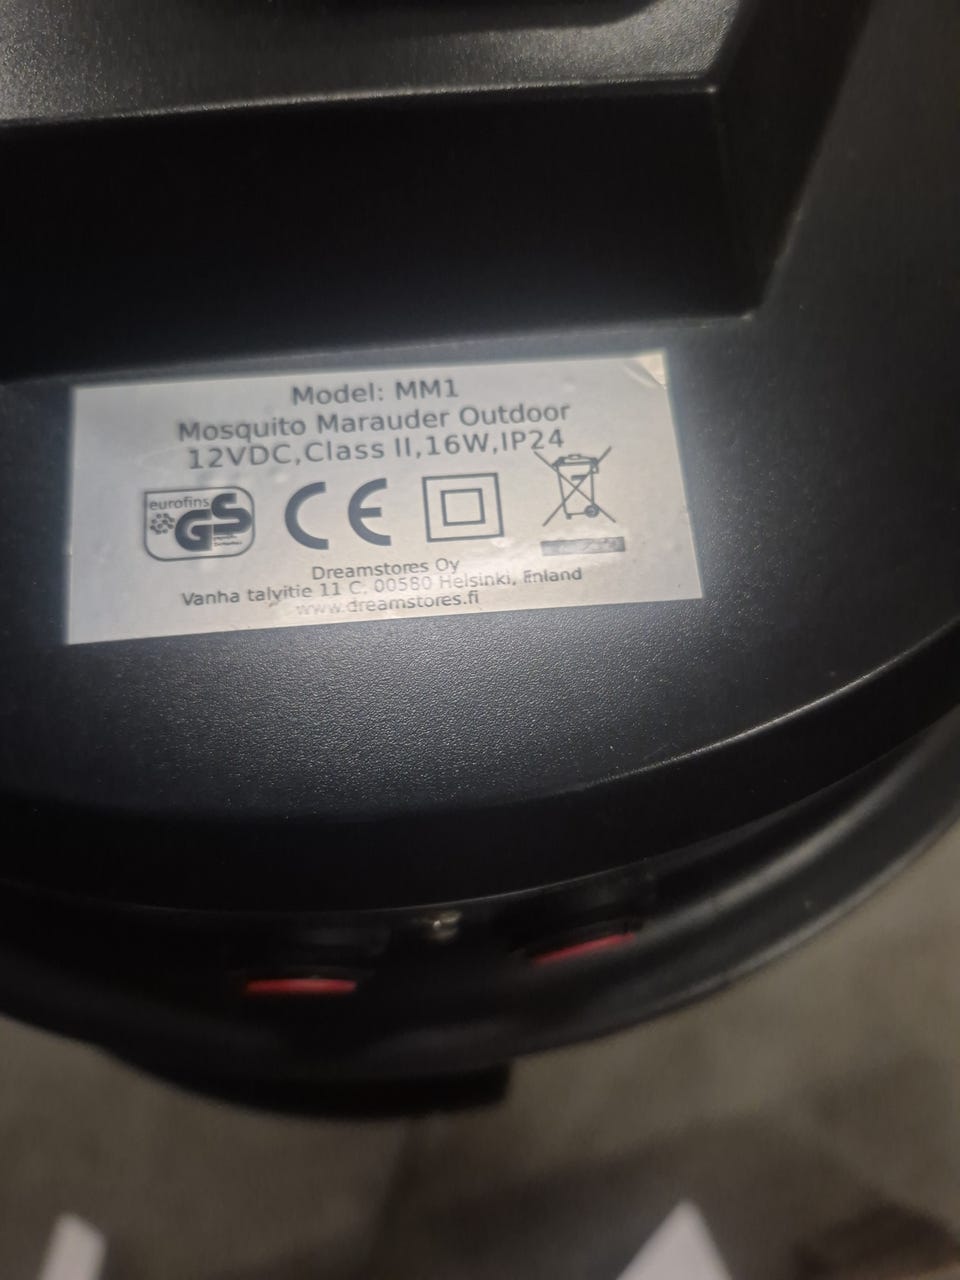 Model: MM1
Mosquito Marauder Outdoor
12VDC,Class II,16W,IP24
eurofins
GS
CE
Dreamstores Oy
Vanha talvitie 11 C, 00580 Helsinki, Finland
www.dreamstores.fi